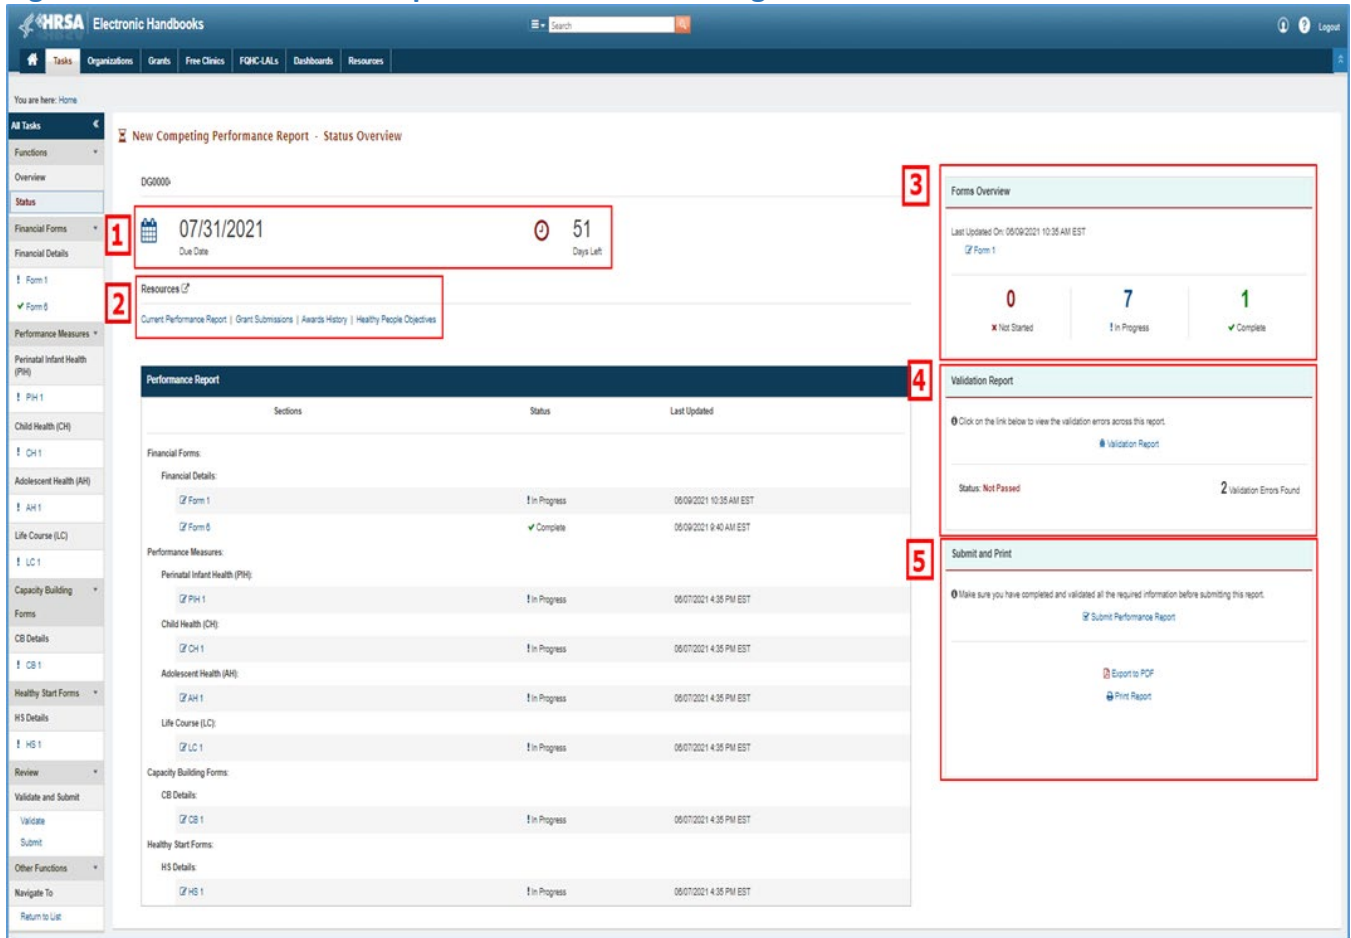 HRSA Electronic Handbooks
Search
Logout
Tasks Organizations Grants Free Clinics FQHC-LALs Dashboards Resources
You are here: Home
All Tasks
Functions
Overview
Status
Financial Forms
Financial Details
Form 1
Form 6
Performance Measures
Perinatal Infant Health
(PIH)
PIH 1
Child Health (CH)
CH 1
Adolescent Health (AH)
AH 1
Life Course (LC)
LC 1
Capacity Building
Forms
CB Details
CB 1
Healthy Start Forms
HS Details
HS 1
Review
Validate and Submit
Validate
Submit
Other Functions
Navigate To
Return to List
New Competing Performance Report - Status Overview
DG0000-
1
07/31/2021
Due Date
51
Days Left
2
Resources
Current Performance Report | Grant Submissions | Awards History | Healthy People Objectives
Performance Report
Sections Status Last Updated
Financial Forms:
Financial Details:
Form 1 In Progress 06/09/2021 10:35 AM EST
Form 6 Complete 06/09/2021 9:40 AM EST
Performance Measures:
Perinatal Infant Health (PIH):
PIH 1 In Progress 06/07/2021 4:35 PM EST
Child Health (CH):
CH 1 In Progress 06/07/2021 4:35 PM EST
Adolescent Health (AH):
AH 1 In Progress 06/07/2021 4:35 PM EST
Life Course (LC):
LC 1 In Progress 06/07/2021 4:35 PM EST
Capacity Building Forms:
CB Details:
CB 1 In Progress 06/07/2021 4:35 PM EST
Healthy Start Forms:
HS Details:
HS 1 In Progress 06/07/2021 4:35 PM EST
3
Forms Overview
Last Updated On: 06/09/2021 10:35 AM EST
Form 1
0 7 1
Not Started In Progress Complete
4
Validation Report
Click on the link below to view the validation errors across this report.
Validation Report
Status: Not Passed 2 Validation Errors Found
5
Submit and Print
Make sure you have completed and validated all the required information before submitting this report.
Submit Performance Report
Export to PDF
Print Report